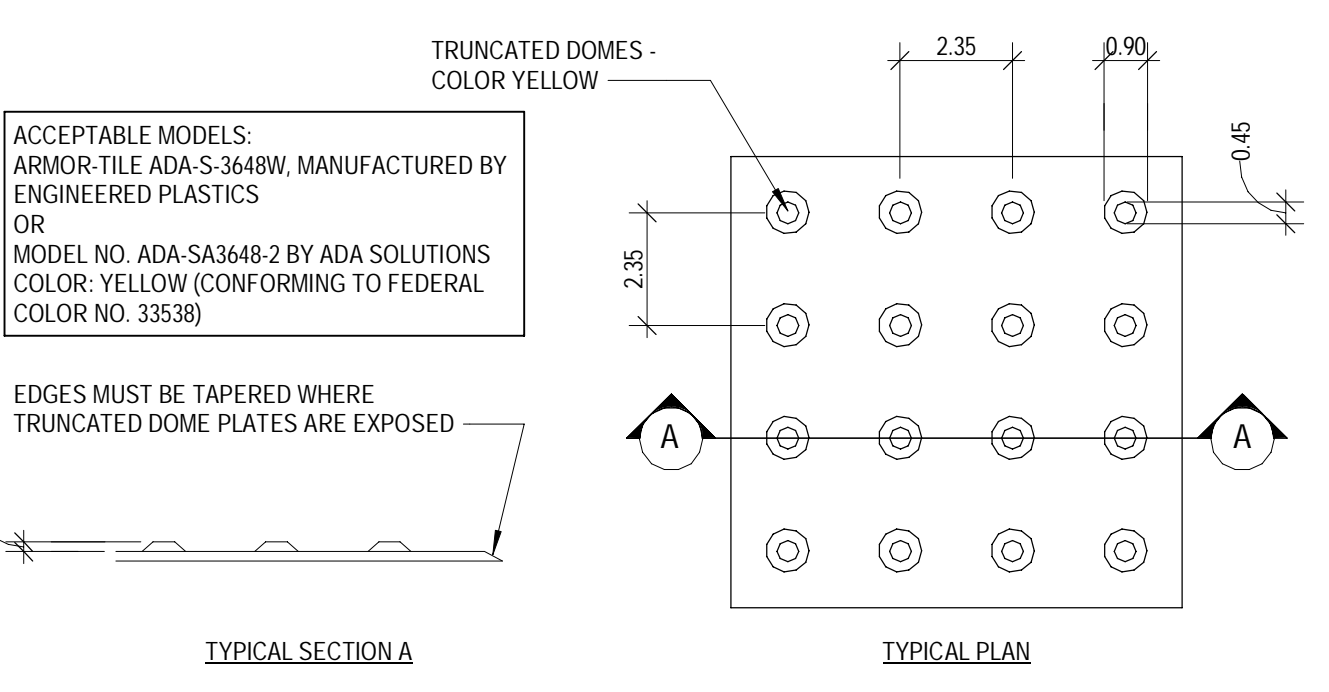 TRUNCATED DOMES -
COLOR YELLOW
2.35
0.90
0.45
2.35
ACCEPTABLE MODELS:
ARMOR-TILE ADA-S-3648W, MANUFACTURED BY
ENGINEERED PLASTICS
OR
MODEL NO. ADA-SA3648-2 BY ADA SOLUTIONS
COLOR: YELLOW (CONFORMING TO FEDERAL
COLOR NO. 33538)
EDGES MUST BE TAPERED WHERE
TRUNCATED DOME PLATES ARE EXPOSED
A
A
TYPICAL SECTION A
TYPICAL PLAN